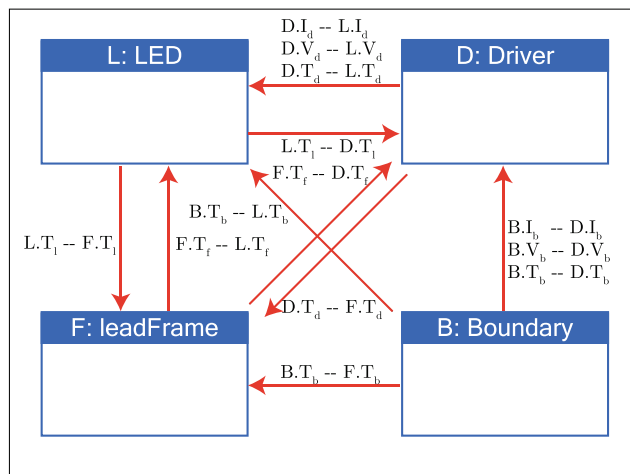 D.I_d -- L.I_d
D.V_d -- L.V_d
D.T_d -- L.T_d
L: LED
D: Driver
L.T_l -- D.T_l
F.T_f -- D.T_f
B.T_b -- L.T_b
L.T_l -- F.T_l
F.T_f -- L.T_f
B.I_b -- D.I_b
B.V_b -- D.V_b
B.T_b -- D.T_b
D.T_d -- F.T_d
F: leadFrame
B: Boundary
B.T_b -- F.T_b